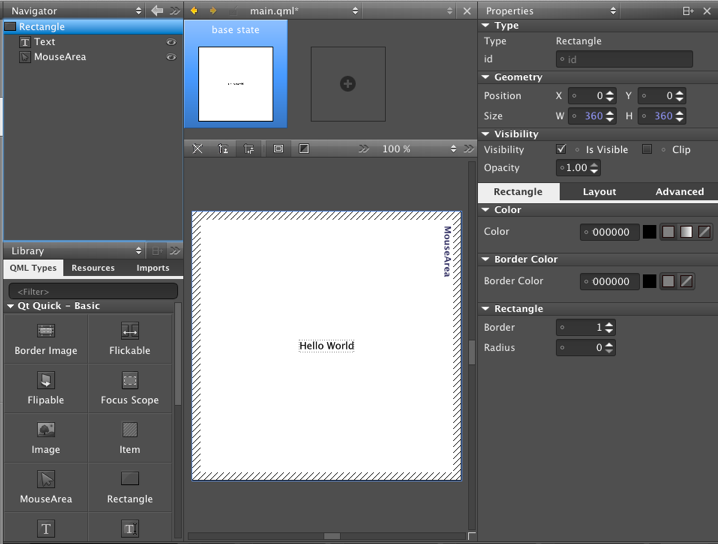 Navigator
Rectangle
Text
MouseArea
Library
QML Types Resources Imports
<Filter>
Qt Quick - Basic
Border Image Flickable
Flipable Focus Scope
Image Item
MouseArea Rectangle
main.qml*
base state
100 %
MouseArea
Hello World
Properties
Type
Type Rectangle
id id
Geometry
Position X 0 Y 0
Size W 360 H 360
Visibility
Visibility Is Visible Clip
Opacity 1.00
Rectangle Layout Advanced
Color
Color 000000
Border Color
Border Color 000000
Rectangle
Border 1
Radius 0